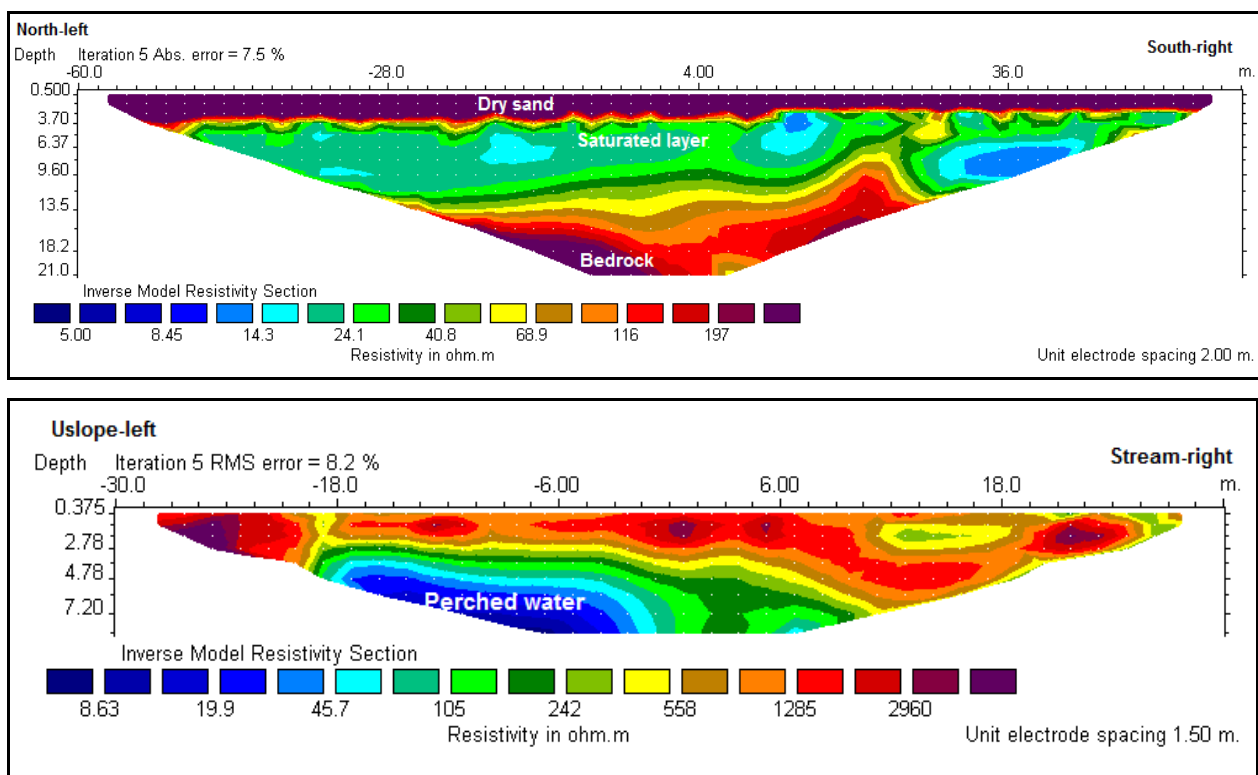 North-left
South-right
Depth Iteration 5 Abs. error = 7.5 %
-60.0 -28.0 4.00 36.0 m.
0.500
3.70
6.37
9.60
13.5
18.2
21.0
Dry sand
Saturated layer
Bedrock
Inverse Model Resistivity Section
5.00 8.45 14.3 24.1 40.8 68.9 116 197
Resistivity in ohm.m
Unit electrode spacing 2.00 m.
Uslope-left
Stream-right
Depth Iteration 5 RMS error = 8.2 %
-30.0 -18.0 -6.00 6.00 18.0 m.
0.375
2.78
4.78
7.20
Perched water
Inverse Model Resistivity Section
8.63 19.9 45.7 105 242 558 1285 2960
Resistivity in ohm.m
Unit electrode spacing 1.50 m.